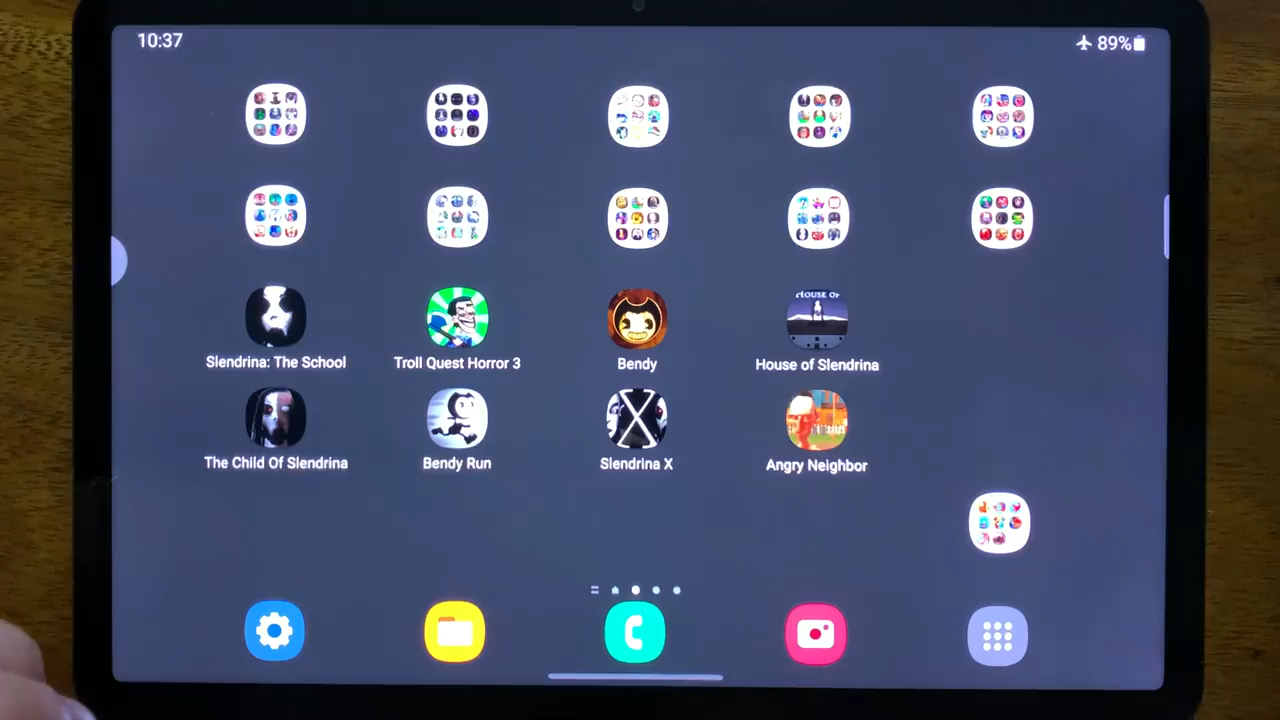 10:37
89%
Slendrina: The School
Troll Quest Horror 3
Bendy
HOUSE OF
House of Slendrina
The Child Of Slendrina
Bendy Run
Slendrina X
Angry Neighbor